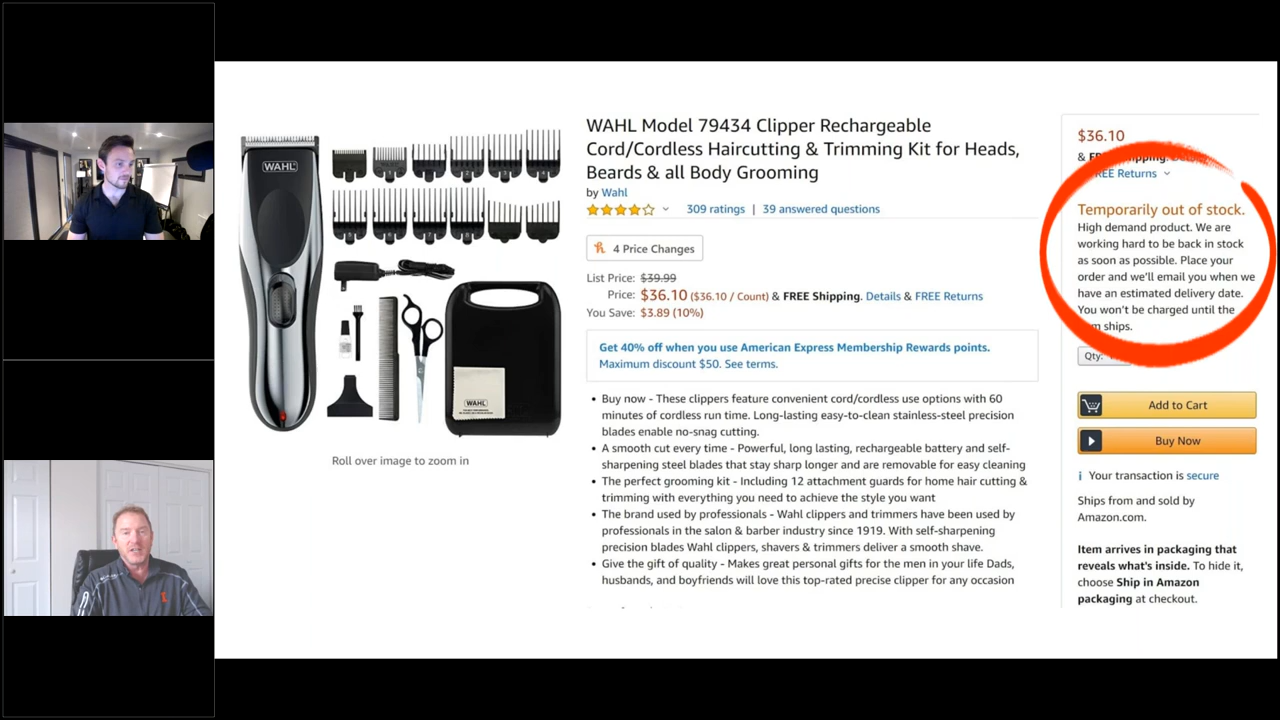 WAHL
WAHL
Roll over image to zoom in
WAHL Model 79434 Clipper Rechargeable
Cord/Cordless Haircutting & Trimming Kit for Heads,
Beards & all Body Grooming
by Wahl
309 ratings | 39 answered questions
4 Price Changes
List Price: $39.99
Price: $36.10 ($36.10 / Count) & FREE Shipping. Details & FREE Returns
You Save: $3.89 (10%)
Get 40% off when you use American Express Membership Rewards points.
Maximum discount $50. See terms.
• Buy now - These clippers feature convenient cord/cordless use options with 60
minutes of cordless run time. Long-lasting easy-to-clean stainless-steel precision
blades enable no-snag cutting.
• A smooth cut every time - Powerful, long lasting, rechargeable battery and self-
sharpening steel blades that stay sharp longer and are removable for easy cleaning
• The perfect grooming kit - Including 12 attachment guards for home hair cutting &
trimming with everything you need to achieve the style you want
• The brand used by professionals - Wahl clippers and trimmers have been used by
professionals in the salon & barber industry since 1919. With self-sharpening
precision blades Wahl clippers, shavers & trimmers deliver a smooth shave.
• Give the gift of quality - Makes great personal gifts for the men in your life Dads,
husbands, and boyfriends will love this top-rated precise clipper for any occasion
$36.10
&
FREE Returns
Temporarily out of stock.
High demand product. We are
working hard to be back in stock
as soon as possible. Place your
order and we'll email you when we
have an estimated delivery date.
You won't be charged until the
ships.
Qty:
Add to Cart
Buy Now
Your transaction is secure
Ships from and sold by
Amazon.com.
Item arrives in packaging that
reveals what's inside. To hide it,
choose Ship in Amazon
packaging at checkout.